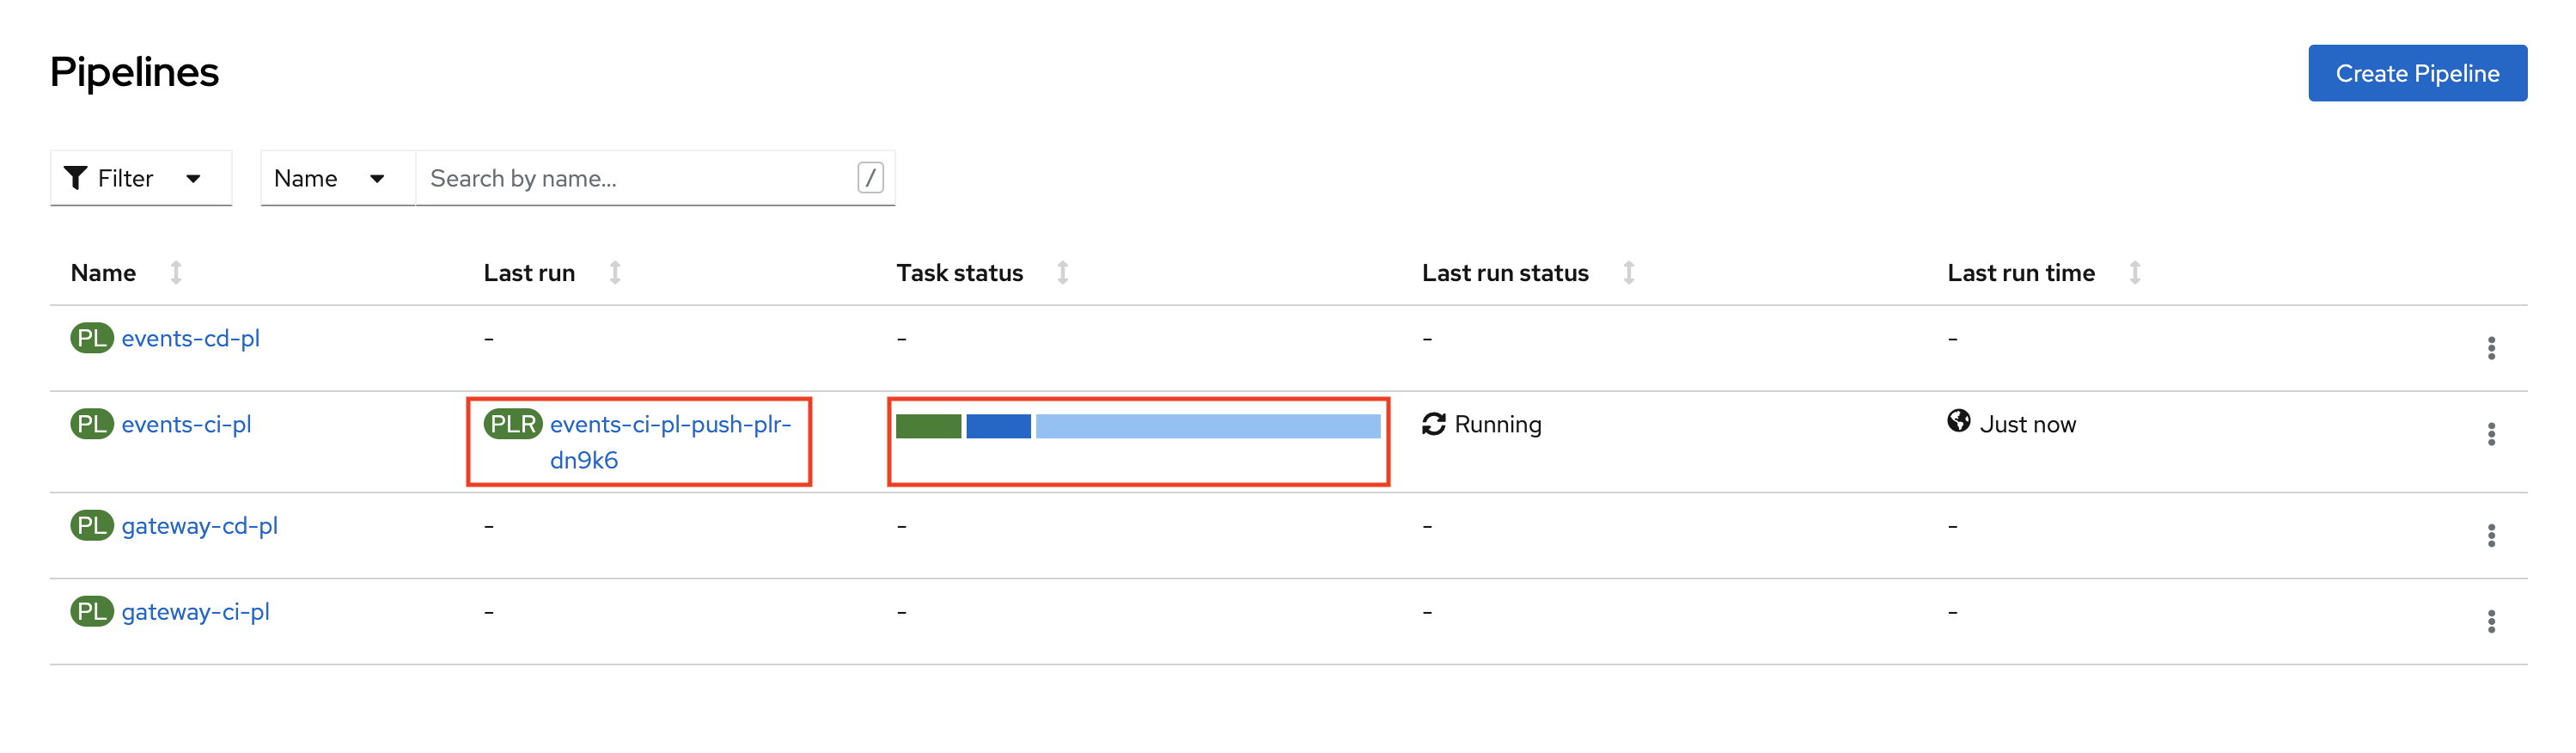 Pipelines
Create Pipeline
Filter
Name
Search by name...
/
Name Last run Task status Last run status Last run time
PL events-cd-pl - - - -
PL events-ci-pl PLR events-ci-pl-push-plr- Running Just now
dn9k6
PL gateway-cd-pl - - - -
PL gateway-ci-pl - - - -